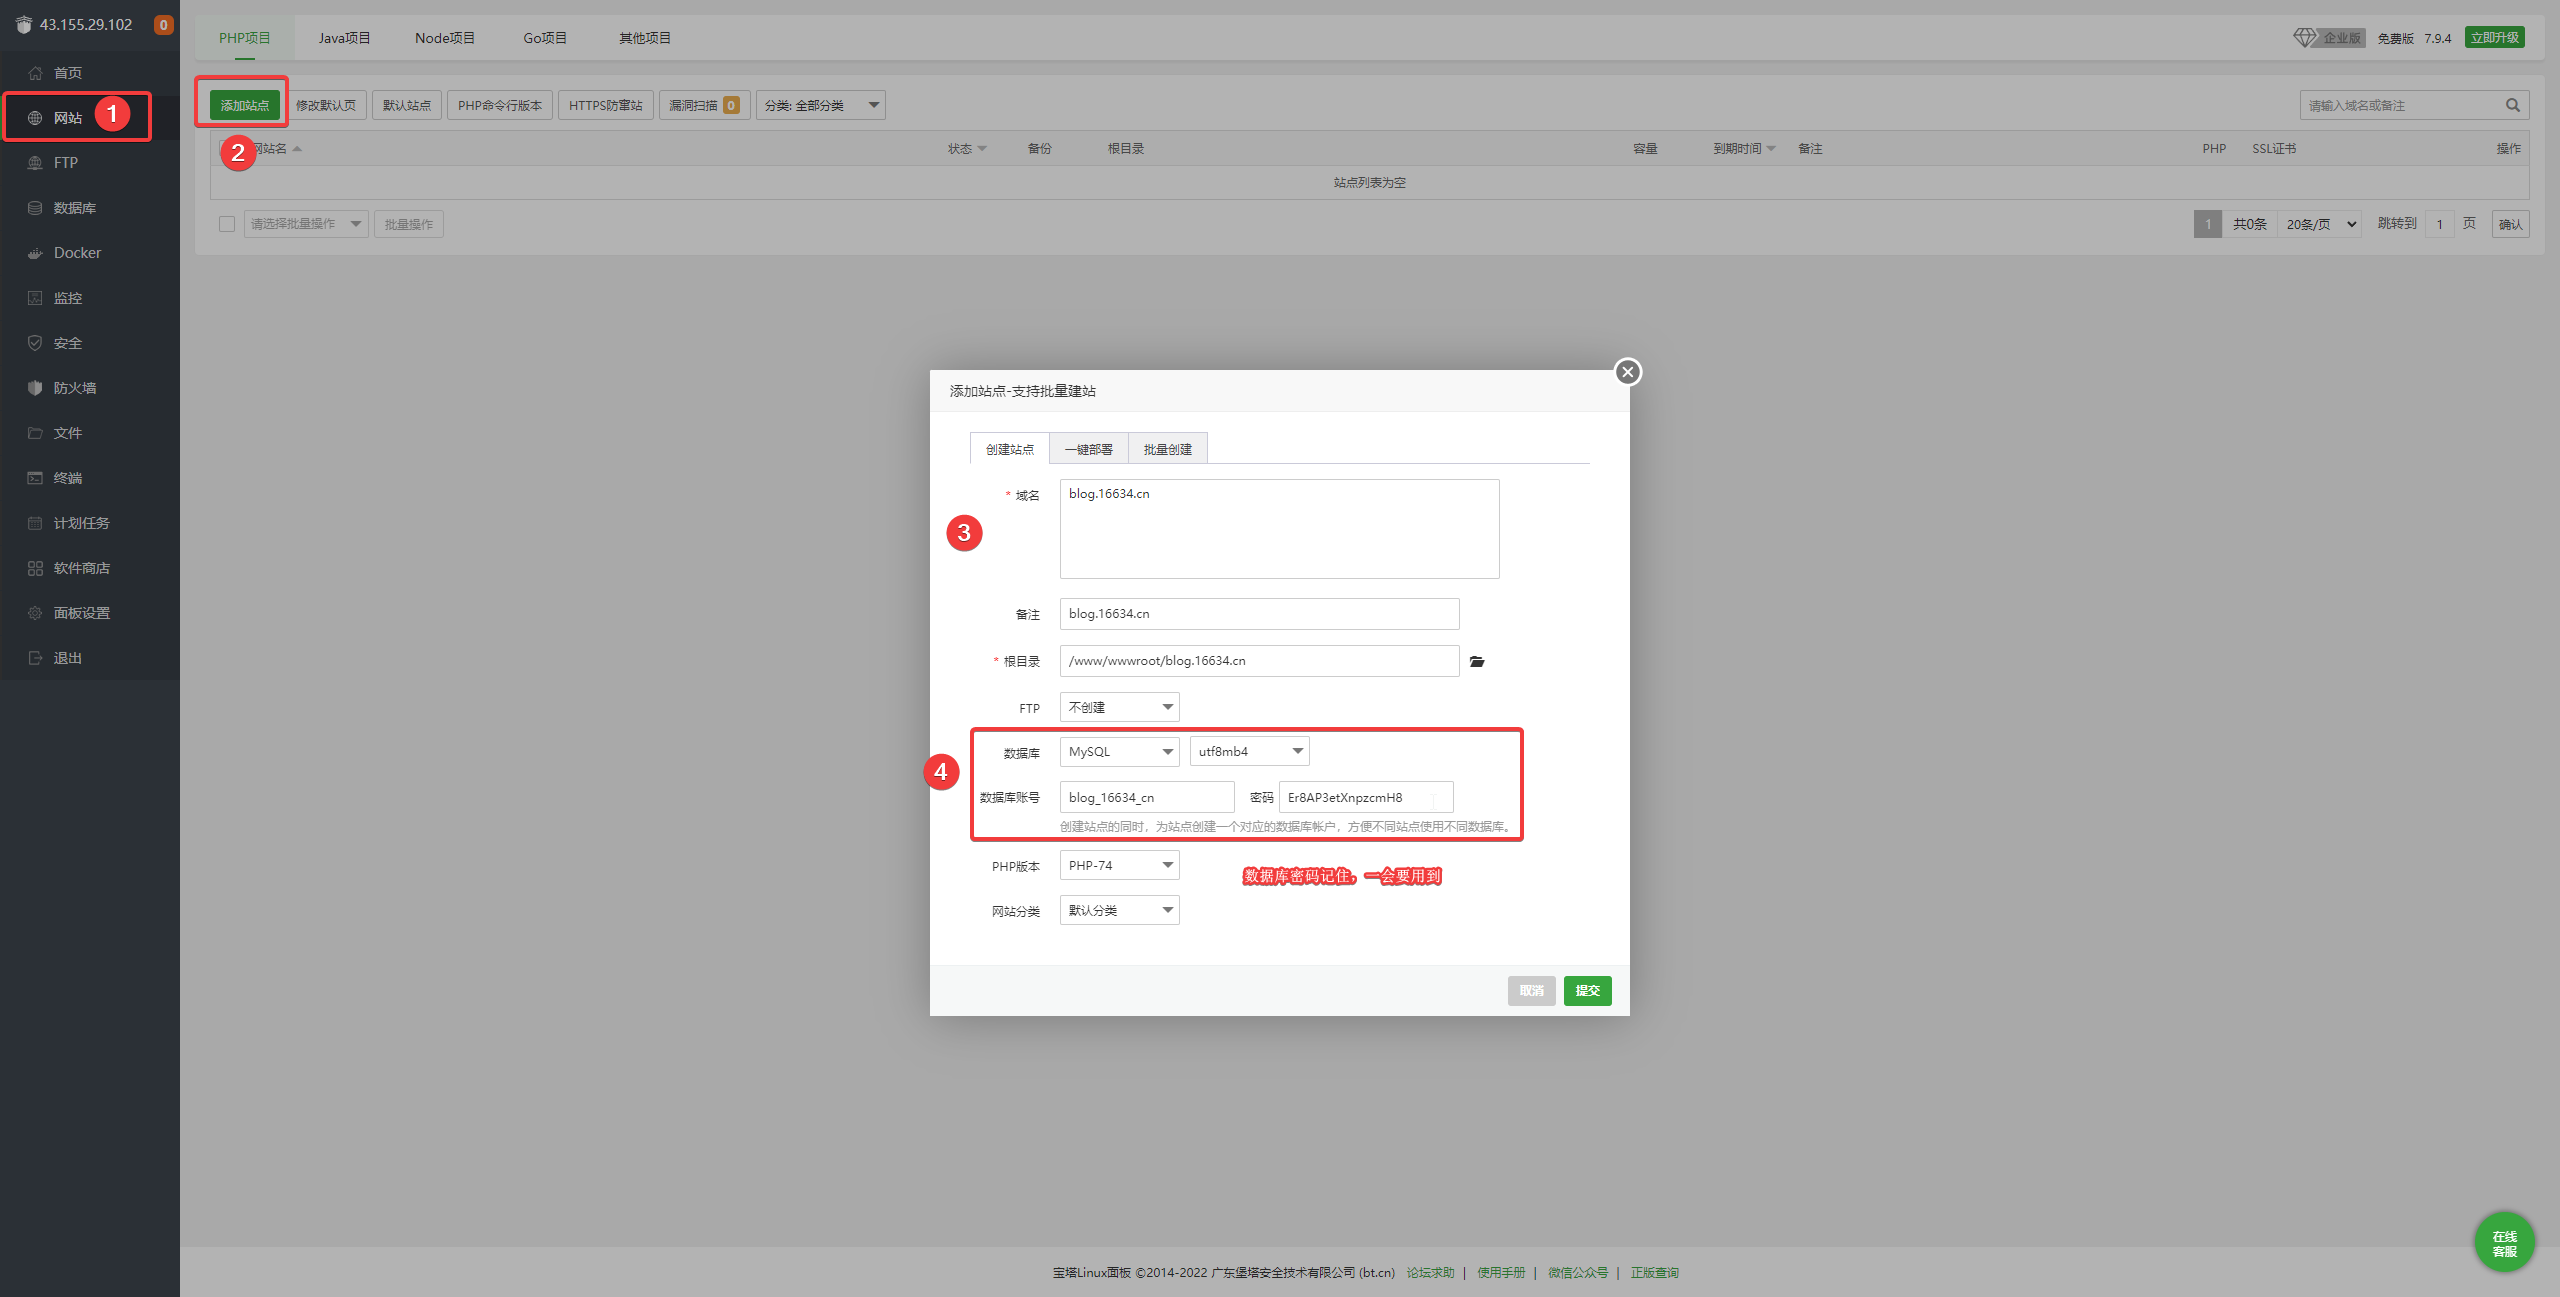 43.155.29.102 0
首页
网站 1
FTP
数据库
Docker
监控
安全
防火墙
文件
终端
计划任务
软件商店
面板设置
退出
PHP项目 Java项目 Node项目 Go项目 其他项目
企业版 免费版 7.9.4 立即升级
添加站点 修改默认页 默认站点 PHP命令行版本 HTTPS防窜站 漏洞扫描 0 分类: 全部分类
请输入域名或备注
2 网站名 状态 备份 根目录 容量 到期时间 备注 PHP SSL证书 操作
站点列表为空
请选择批量操作 批量操作
1 共0条 20条/页 跳转到 1 页 确认
添加站点-支持批量建站
创建站点 一键部署 批量创建
* 域名 blog.16634.cn
3
备注 blog.16634.cn
* 根目录 /www/wwwroot/blog.16634.cn
FTP 不创建
4
数据库 MySQL utf8mb4
数据库账号 blog_16634_cn 密码 Er8AP3etXnpzcmH8
创建站点的同时，为站点创建一个对应的数据库帐户，方便不同站点使用不同数据库。
PHP版本 PHP-74
数据库密码记住，一会要用到
网站分类 默认分类
取消 提交
在线
客服
宝塔Linux面板 ©2014-2022 广东堡塔安全技术有限公司 (bt.cn) 论坛求助 | 使用手册 | 微信公众号 | 正版查询